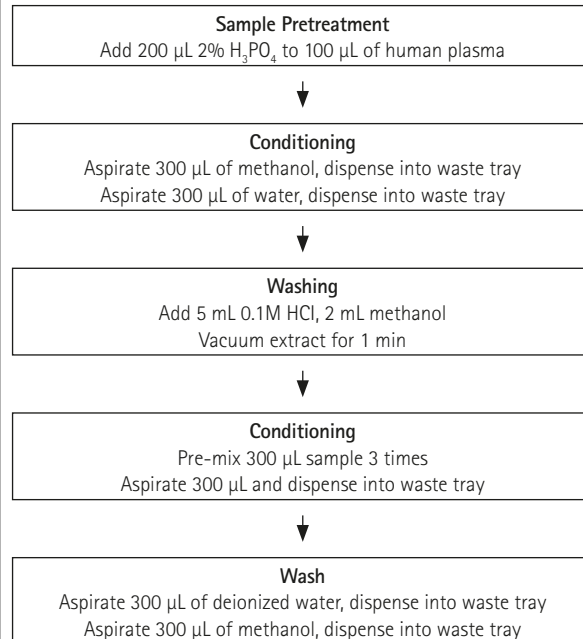 Sample Pretreatment
Add 200 µL 2% H₃PO₄ to 100 µL of human plasma
Conditioning
Aspirate 300 µL of methanol, dispense into waste tray
Aspirate 300 µL of water, dispense into waste tray
Washing
Add 5 mL 0.1M HCl, 2 mL methanol
Vacuum extract for 1 min
Conditioning
Pre-mix 300 µL sample 3 times
Aspirate 300 µL and dispense into waste tray
Wash
Aspirate 300 µL of deionized water, dispense into waste tray
Aspirate 300 µL of methanol, dispense into waste tray